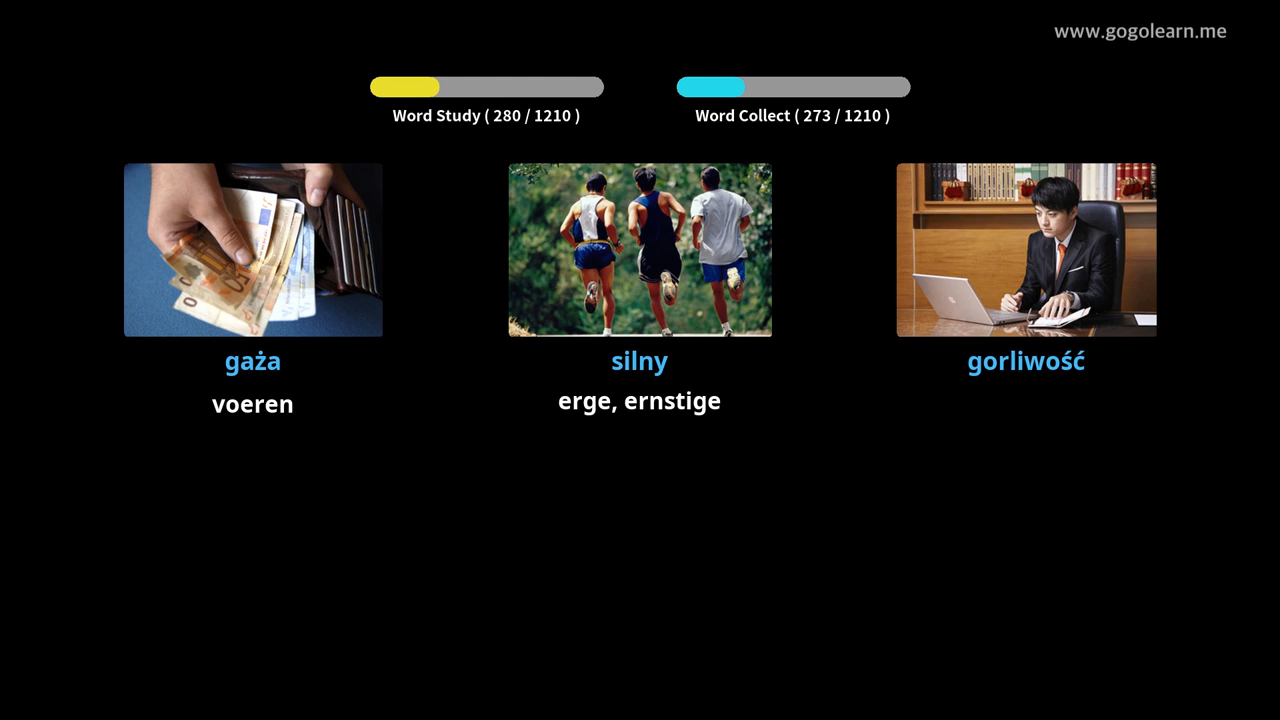 www.gogolearn.me
Word Study ( 280 / 1210 )
Word Collect ( 273 / 1210 )
gaża
silny
gorliwość
voeren
erge, ernstige